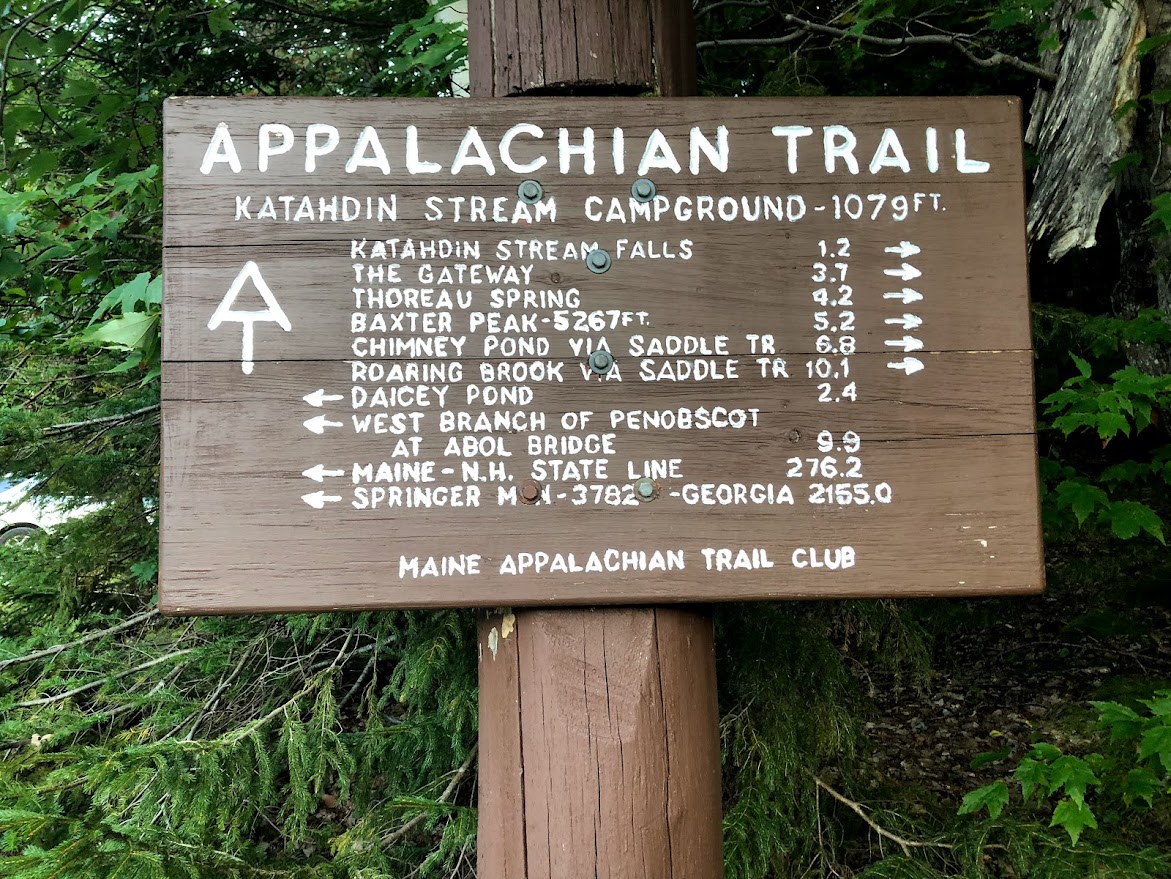 APPALACHIAN TRAIL
KATAHDIN STREAM CAMPGROUND-1079 FT.
KATAHDIN STREAM FALLS 1.2 →
THE GATEWAY 3.7 →
THOREAU SPRING 4.2 →
BAXTER PEAK-5267 FT. 5.2 →
CHIMNEY POND VIA SADDLE TR 6.8 →
ROARING BROOK VIA SADDLE TR 10.1 →
← DAICEY POND 2.4
← WEST BRANCH OF PENOBSCOT
AT ABOL BRIDGE 9.9
← MAINE-N.H. STATE LINE 276.2
← SPRINGER -3782 -GEORGIA 2155.0
MAINE APPALACHIAN TRAIL CLUB